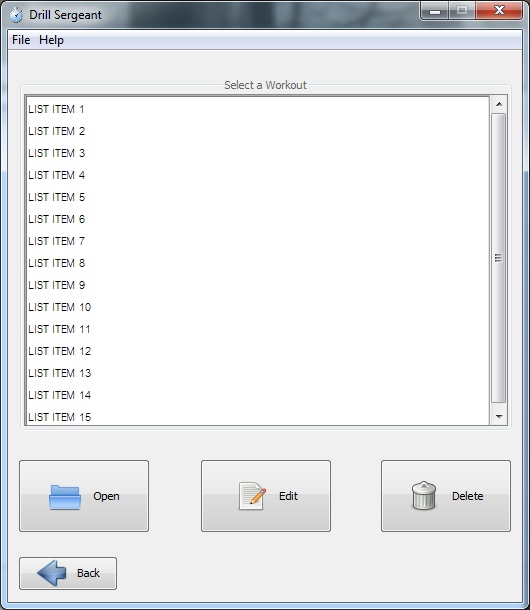 Drill Sergeant
File Help
Select a Workout
LIST ITEM 1
LIST ITEM 2
LIST ITEM 3
LIST ITEM 4
LIST ITEM 5
LIST ITEM 6
LIST ITEM 7
LIST ITEM 8
LIST ITEM 9
LIST ITEM 10
LIST ITEM 11
LIST ITEM 12
LIST ITEM 13
LIST ITEM 14
LIST ITEM 15
Open Edit Delete
Back